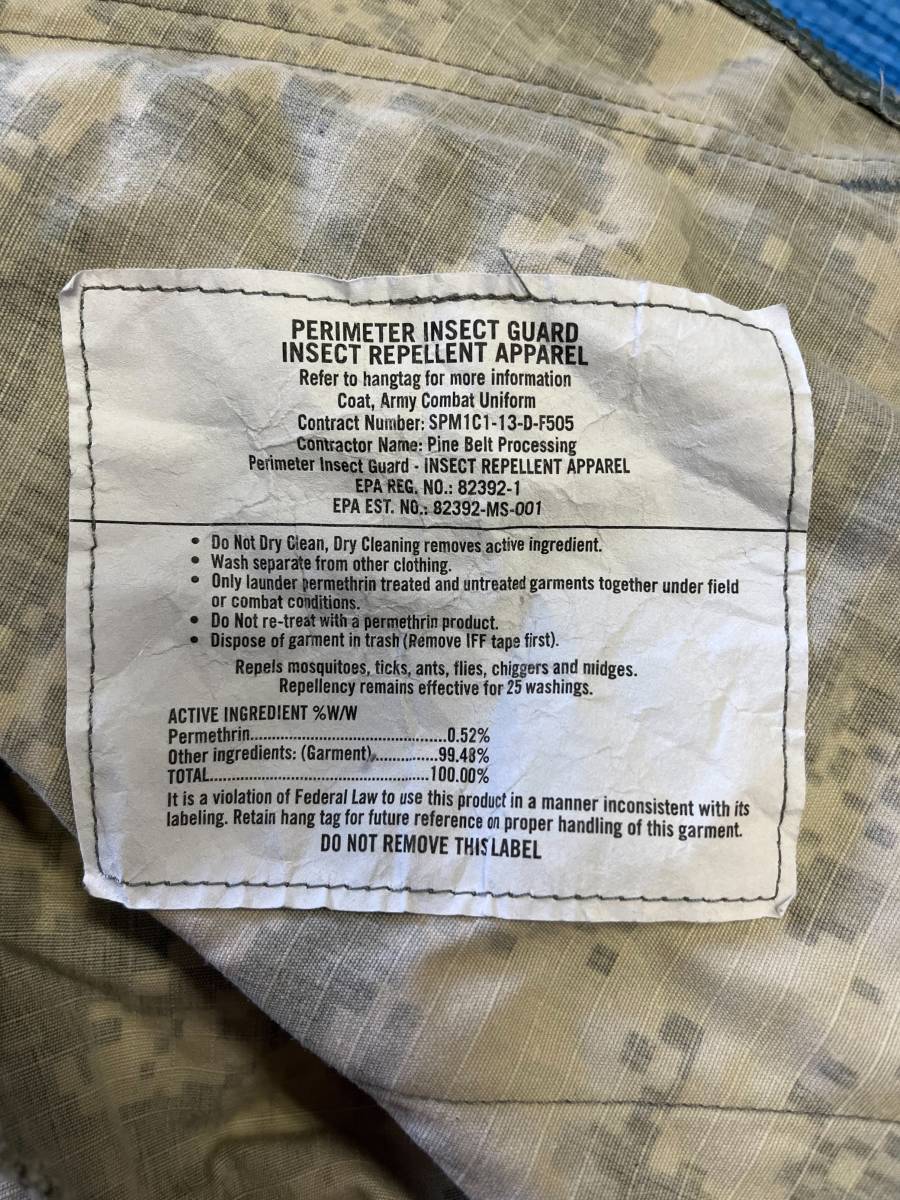 PERIMETER INSECT GUARD
INSECT REPELLENT APPAREL
Refer to hangtag for more information
Coat, Army Combat Uniform
Contract Number: SPM1C1-13-D-F505
Contractor Name: Pine Belt Processing
Perimeter Insect Guard - INSECT REPELLENT APPAREL
EPA REG. NO.: 82392-1
EPA EST. NO.: 82392-MS-001
• Do Not Dry Clean, Dry Cleaning removes active ingredient.
• Wash separate from other clothing.
• Only launder permethrin treated and untreated garments together under field
or combat conditions.
• Do Not re-treat with a permethrin product.
• Dispose of garment in trash (Remove IFF tape first).
Repels mosquitoes, ticks, ants, flies, chiggers and midges.
Repellency remains effective for 25 washings.
ACTIVE INGREDIENT %W/W
Permethrin..........................................0.52%
Other ingredients: (Garment)...............99.48%
TOTAL..............................................100.00%
It is a violation of Federal Law to use this product in a manner inconsistent with its
labeling. Retain hang tag for future reference on proper handling of this garment.
DO NOT REMOVE THIS LABEL